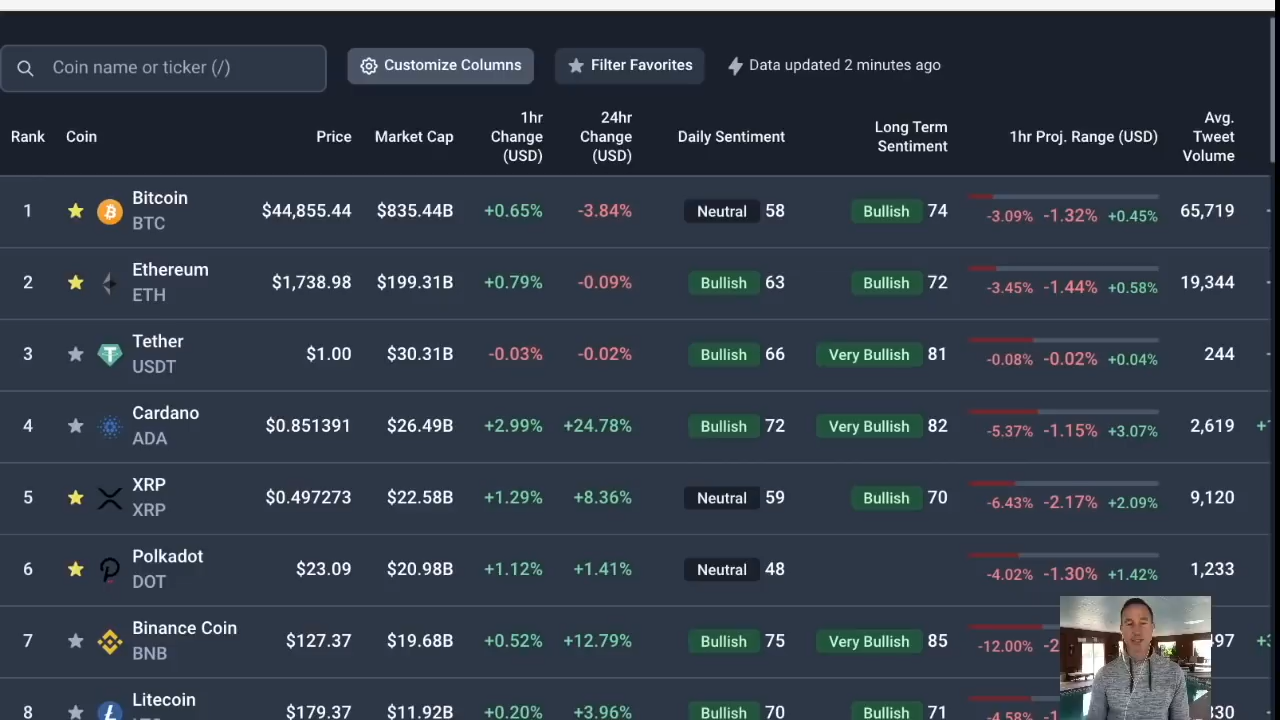 Coin name or ticker (/) Customize Columns Filter Favorites Data updated 2 minutes ago
Rank Coin Price Market Cap 1hr Change (USD) 24hr Change (USD) Daily Sentiment Long Term Sentiment 1hr Proj. Range (USD) Avg. Tweet Volume
1 Bitcoin BTC $44,855.44 $835.44B +0.65% -3.84% Neutral 58 Bullish 74 -3.09% -1.32% +0.45% 65,719 -
2 Ethereum ETH $1,738.98 $199.31B +0.79% -0.09% Bullish 63 Bullish 72 -3.45% -1.44% +0.58% 19,344 -
3 Tether USDT $1.00 $30.31B -0.03% -0.02% Bullish 66 Very Bullish 81 -0.08% -0.02% +0.04% 244 -
4 Cardano ADA $0.851391 $26.49B +2.99% +24.78% Bullish 72 Very Bullish 82 -5.37% -1.15% +3.07% 2,619
5 XRP XRP $0.497273 $22.58B +1.29% +8.36% Neutral 59 Bullish 70 -6.43% -2.17% +2.09% 9,120 -
6 Polkadot DOT $23.09 $20.98B +1.12% +1.41% Neutral 48 -4.02% -1.30% +1.42% 1,233
7 Binance Coin BNB $127.37 $19.68B +0.52% +12.79% Bullish 75 Very Bullish 85 -12.00%
8 Litecoin $179.37 $11.92B +0.20% +3.96% Bullish 70 Bullish 71 -4.58%